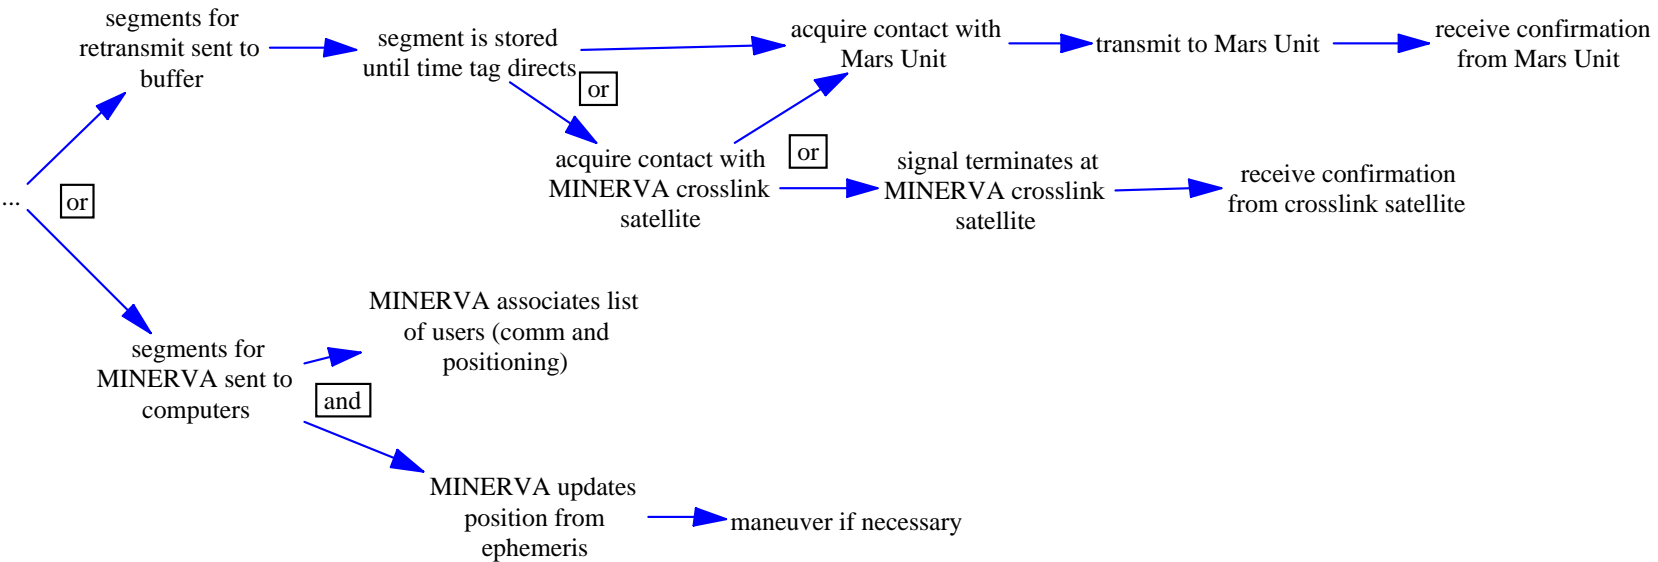 segments for
retransmit sent to
buffer
segment is stored
until time tag directs
or
acquire contact with
Mars Unit
transmit to Mars Unit
receive confirmation
from Mars Unit
acquire contact with
MINERVA crosslink
satellite
or
signal terminates at
MINERVA crosslink
satellite
receive confirmation
from crosslink satellite
...
or
segments for
MINERVA sent to
computers
MINERVA associates list
of users (comm and
positioning)
and
MINERVA updates
position from
ephemeris
maneuver if necessary